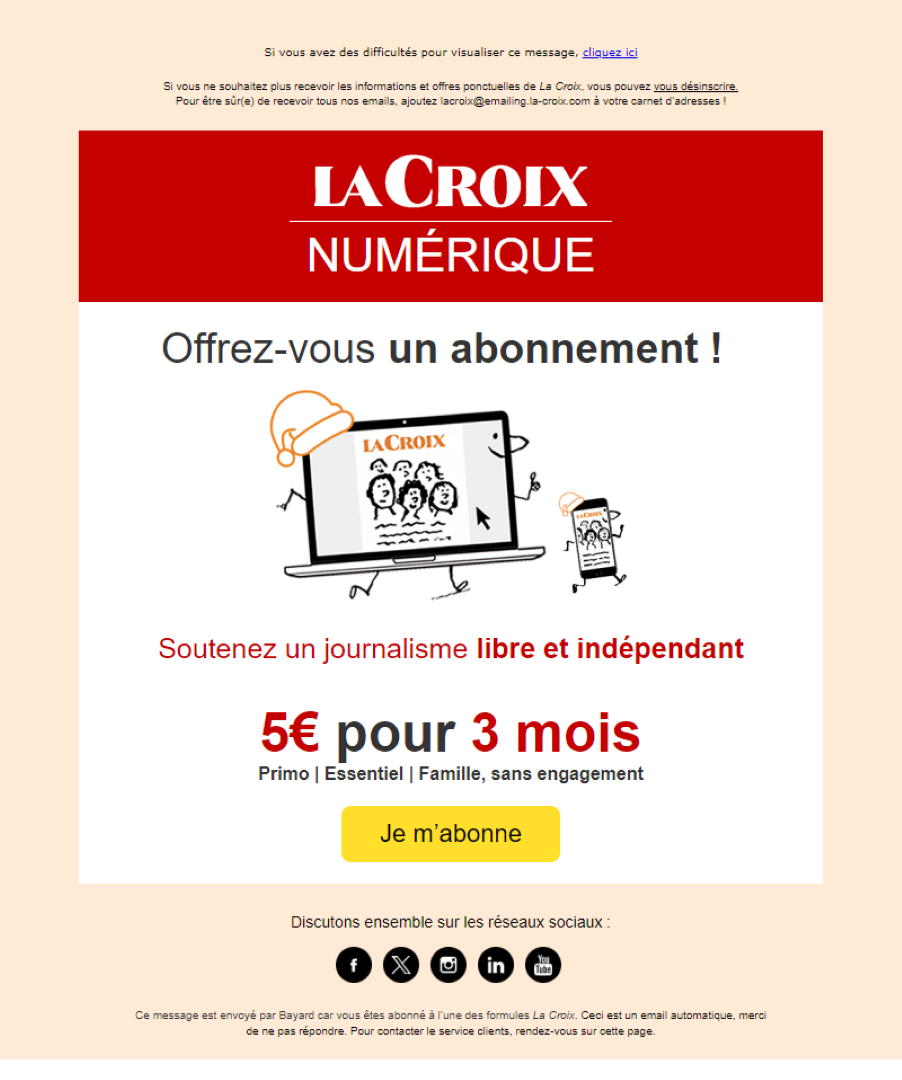 Si vous avez des difficultés pour visualiser ce message, cliquez ici
Si vous ne souhaitez plus recevoir les informations et offres ponctuelles de La Croix, vous pouvez vous désinscrire.
Pour être sûr(e) de recevoir tous nos emails, ajoutez lacroix@emailing.la-croix.com à votre carnet d'adresses !
LA CROIX
NUMÉRIQUE
Offrez-vous un abonnement !
LA CROIX
LA CROIX
Soutenez un journalisme libre et indépendant
5€ pour 3 mois
Primo | Essentiel | Famille, sans engagement
Je m’abonne
Discutons ensemble sur les réseaux sociaux :
f X in You Tube
Ce message est envoyé par Bayard car vous êtes abonné à l'une des formules La Croix. Ceci est un email automatique, merci
de ne pas répondre. Pour contacter le service clients, rendez-vous sur cette page.